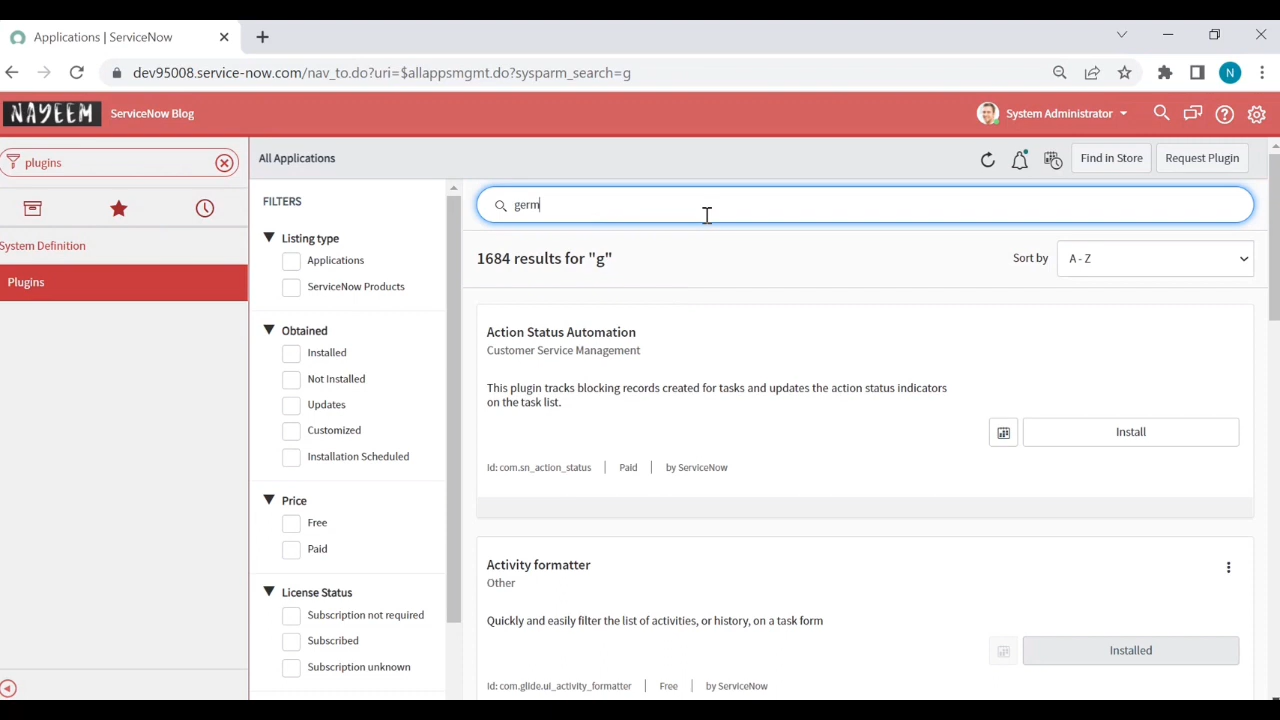 Applications | ServiceNow
dev95008.service-now.com/nav_to.do?uri=$allappsmgmt.do?sysparm_search=g
N
NAYEEM
ServiceNow Blog
System Administrator
plugins
System Definition
Plugins
All Applications
Find in Store
Request Plugin
FILTERS
Listing type
Applications
ServiceNow Products
Obtained
Installed
Not Installed
Updates
Customized
Installation Scheduled
Price
Free
Paid
License Status
Subscription not required
Subscribed
Subscription unknown
germ
1684 results for "g"
Sort by
A - Z
Action Status Automation
Customer Service Management
This plugin tracks blocking records created for tasks and updates the action status indicators
on the task list.
Install
Id: com.sn_action_status | Paid | by ServiceNow
Activity formatter
Other
Quickly and easily filter the list of activities, or history, on a task form
Installed
Id: com.glide.ui_activity_formatter | Free | by ServiceNow